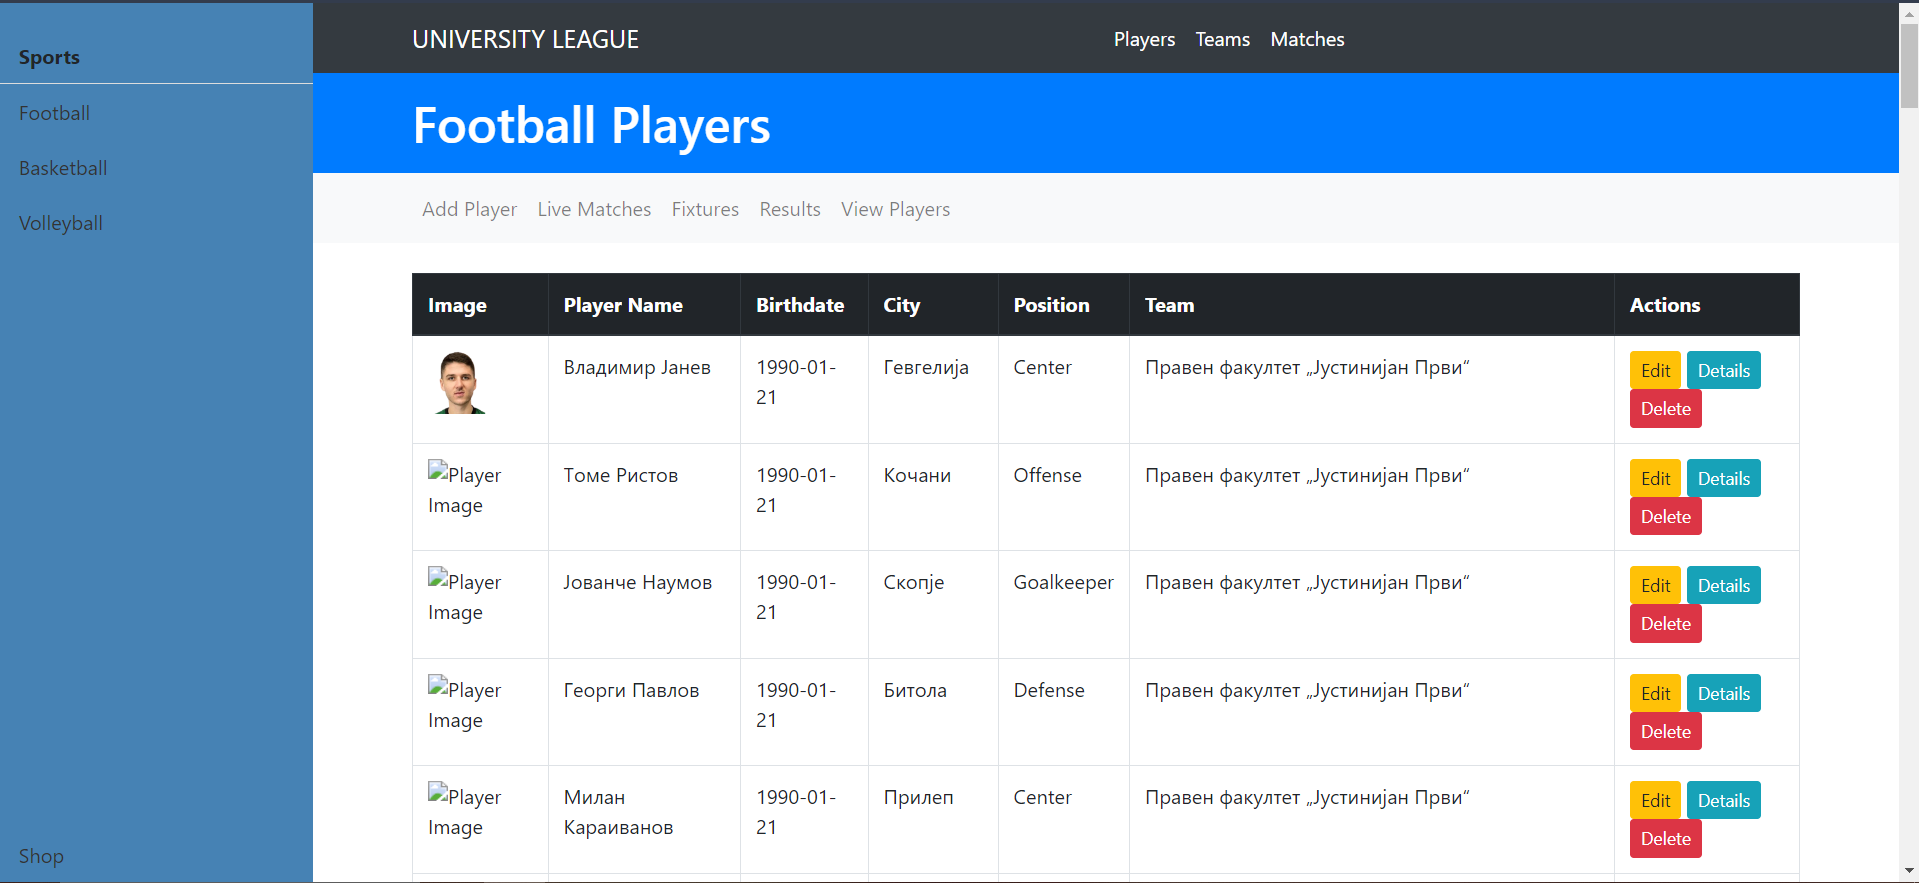 Sports
Football
Basketball
Volleyball
Shop
UNIVERSITY LEAGUE
Players Teams Matches
Football Players
Add Player Live Matches Fixtures Results View Players
Image Player Name Birthdate City Position Team Actions
Владимир Јанев 1990-01- Гевгелија Center Правен факултет „Јустинијан Први“ Edit Details
21 Delete
Player Томе Ристов 1990-01- Кочани Offense Правен факултет „Јустинијан Први“ Edit Details
Image 21 Delete
Player Јованче Наумов 1990-01- Скопје Goalkeeper Правен факултет „Јустинијан Први“ Edit Details
Image 21 Delete
Player Георги Павлов 1990-01- Битола Defense Правен факултет „Јустинијан Први“ Edit Details
Image 21 Delete
Player Милан 1990-01- Прилеп Center Правен факултет „Јустинијан Први“ Edit Details
Image Караиванов 21 Delete